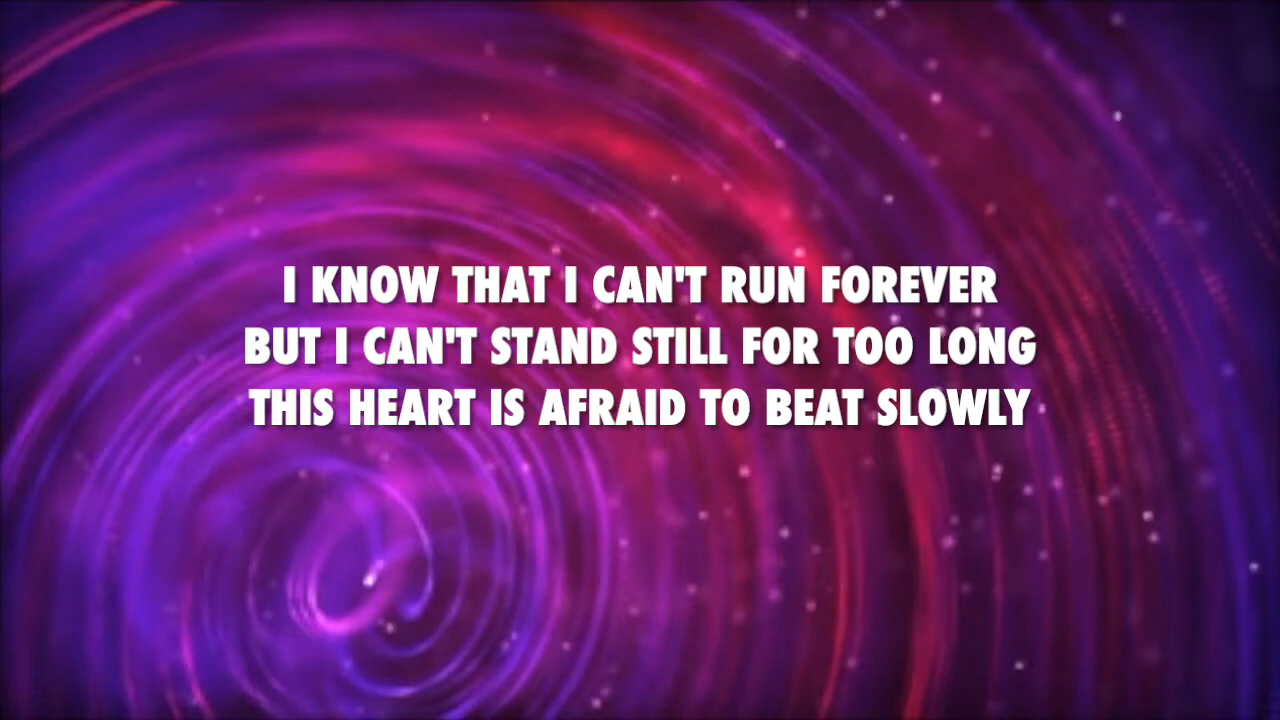 I KNOW THAT I CAN'T RUN FOREVER
BUT I CAN'T STAND STILL FOR TOO LONG
THIS HEART IS AFRAID TO BEAT SLOWLY